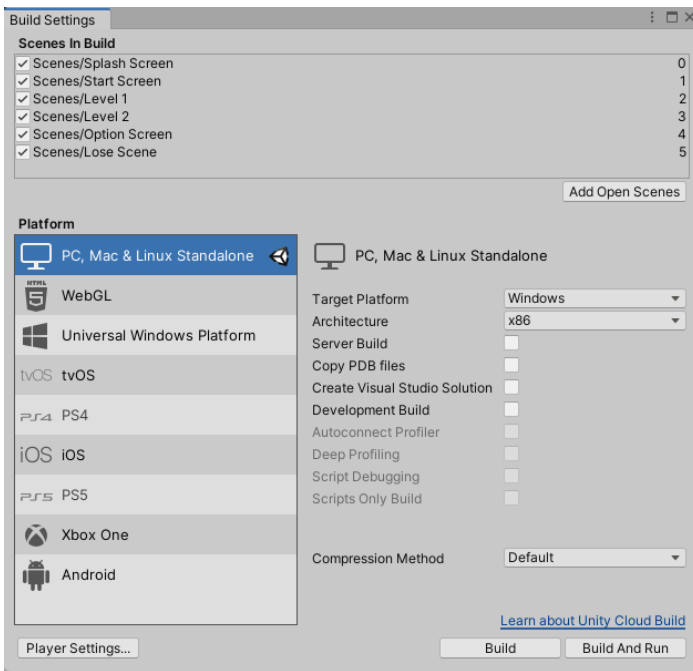 Build Settings
Scenes In Build
Scenes/Splash Screen 0
Scenes/Start Screen 1
Scenes/Level 1 2
Scenes/Level 2 3
Scenes/Option Screen 4
Scenes/Lose Scene 5
Add Open Scenes
Platform
PC, Mac & Linux Standalone
HTML 5 WebGL
Universal Windows Platform
tvOS tvOS
PS4 PS4
iOS iOS
PS5 PS5
Xbox One
Android
PC, Mac & Linux Standalone
Target Platform Windows
Architecture x86
Server Build
Copy PDB files
Create Visual Studio Solution
Development Build
Autoconnect Profiler
Deep Profiling
Script Debugging
Scripts Only Build
Compression Method Default
Learn about Unity Cloud Build
Player Settings... Build Build And Run